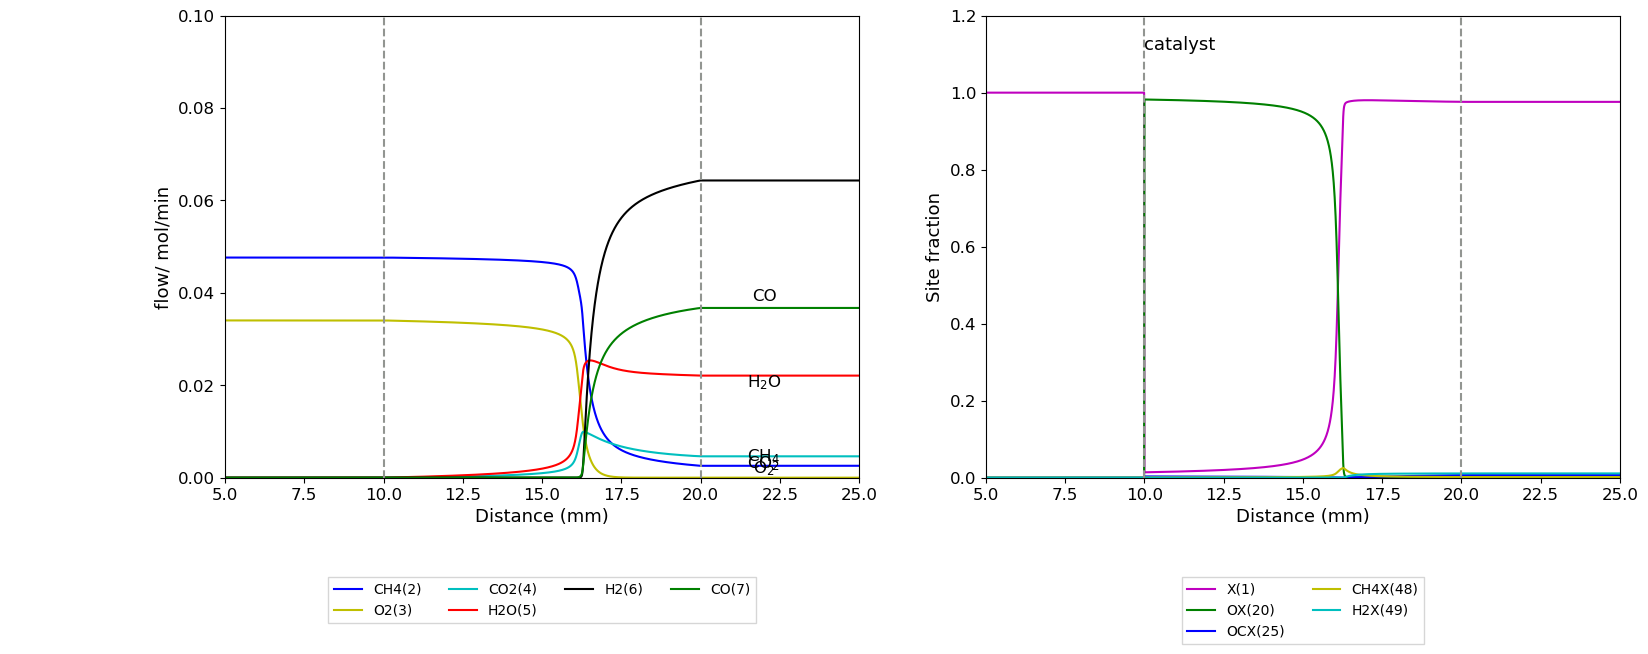 0.10
0.08
0.06
0.04
0.02
0.00
flow/ mol/min
CO
H₂O
CH₄
CO₂
O₂
5.0 7.5 10.0 12.5 15.0 17.5 20.0 22.5 25.0
Distance (mm)
CH4(2) CO2(4) H2(6) CO(7)
O2(3) H2O(5)
1.2
1.0
0.8
0.6
0.4
0.2
0.0
Site fraction
catalyst
5.0 7.5 10.0 12.5 15.0 17.5 20.0 22.5 25.0
Distance (mm)
X(1) CH4X(48)
OX(20) H2X(49)
OCX(25)